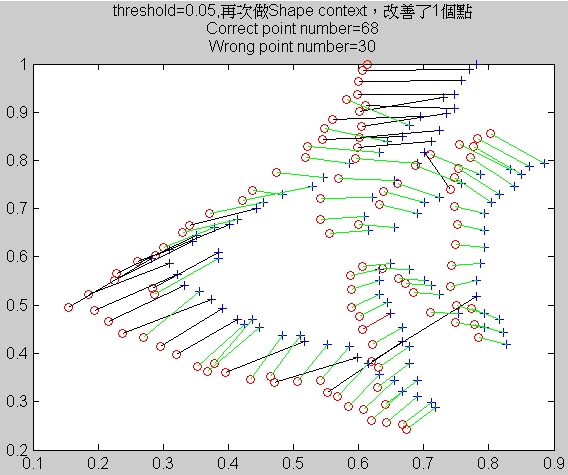 threshold=0.05,再次做Shape context，改善了1個點
Correct point number=68
Wrong point number=30
1
0.9
0.8
0.7
0.6
0.5
0.4
0.3
0.2
0.1 0.2 0.3 0.4 0.5 0.6 0.7 0.8 0.9